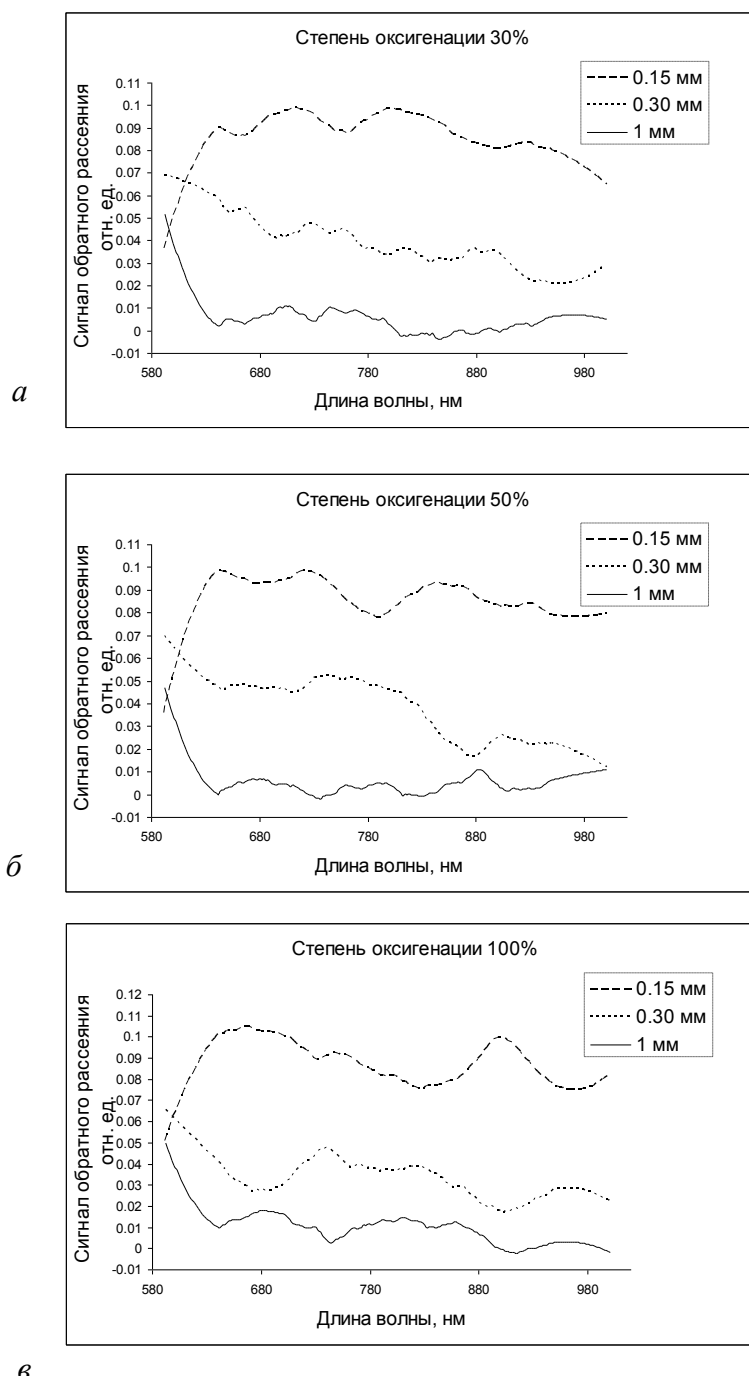 Степень оксигенации 30%
0.15 мм
0.30 мм
1 мм
Сигнал обратного рассеяния
отн. ед.
0.11
0.1
0.09
0.08
0.07
0.06
0.05
0.04
0.03
0.02
0.01
0
-0.01
580 680 780 880 980
Длина волны, нм
а
Степень оксигенации 50%
0.15 мм
0.30 мм
1 мм
Сигнал обратного рассеяния
отн. ед.
0.11
0.1
0.09
0.08
0.07
0.06
0.05
0.04
0.03
0.02
0.01
0
-0.01
580 680 780 880 980
Длина волны, нм
б
Степень оксигенации 100%
0.15 мм
0.30 мм
1 мм
Сигнал обратного рассеяния
отн. ед.
0.12
0.11
0.1
0.09
0.08
0.07
0.06
0.05
0.04
0.03
0.02
0.01
0
-0.01
580 680 780 880 980
Длина волны, нм
в